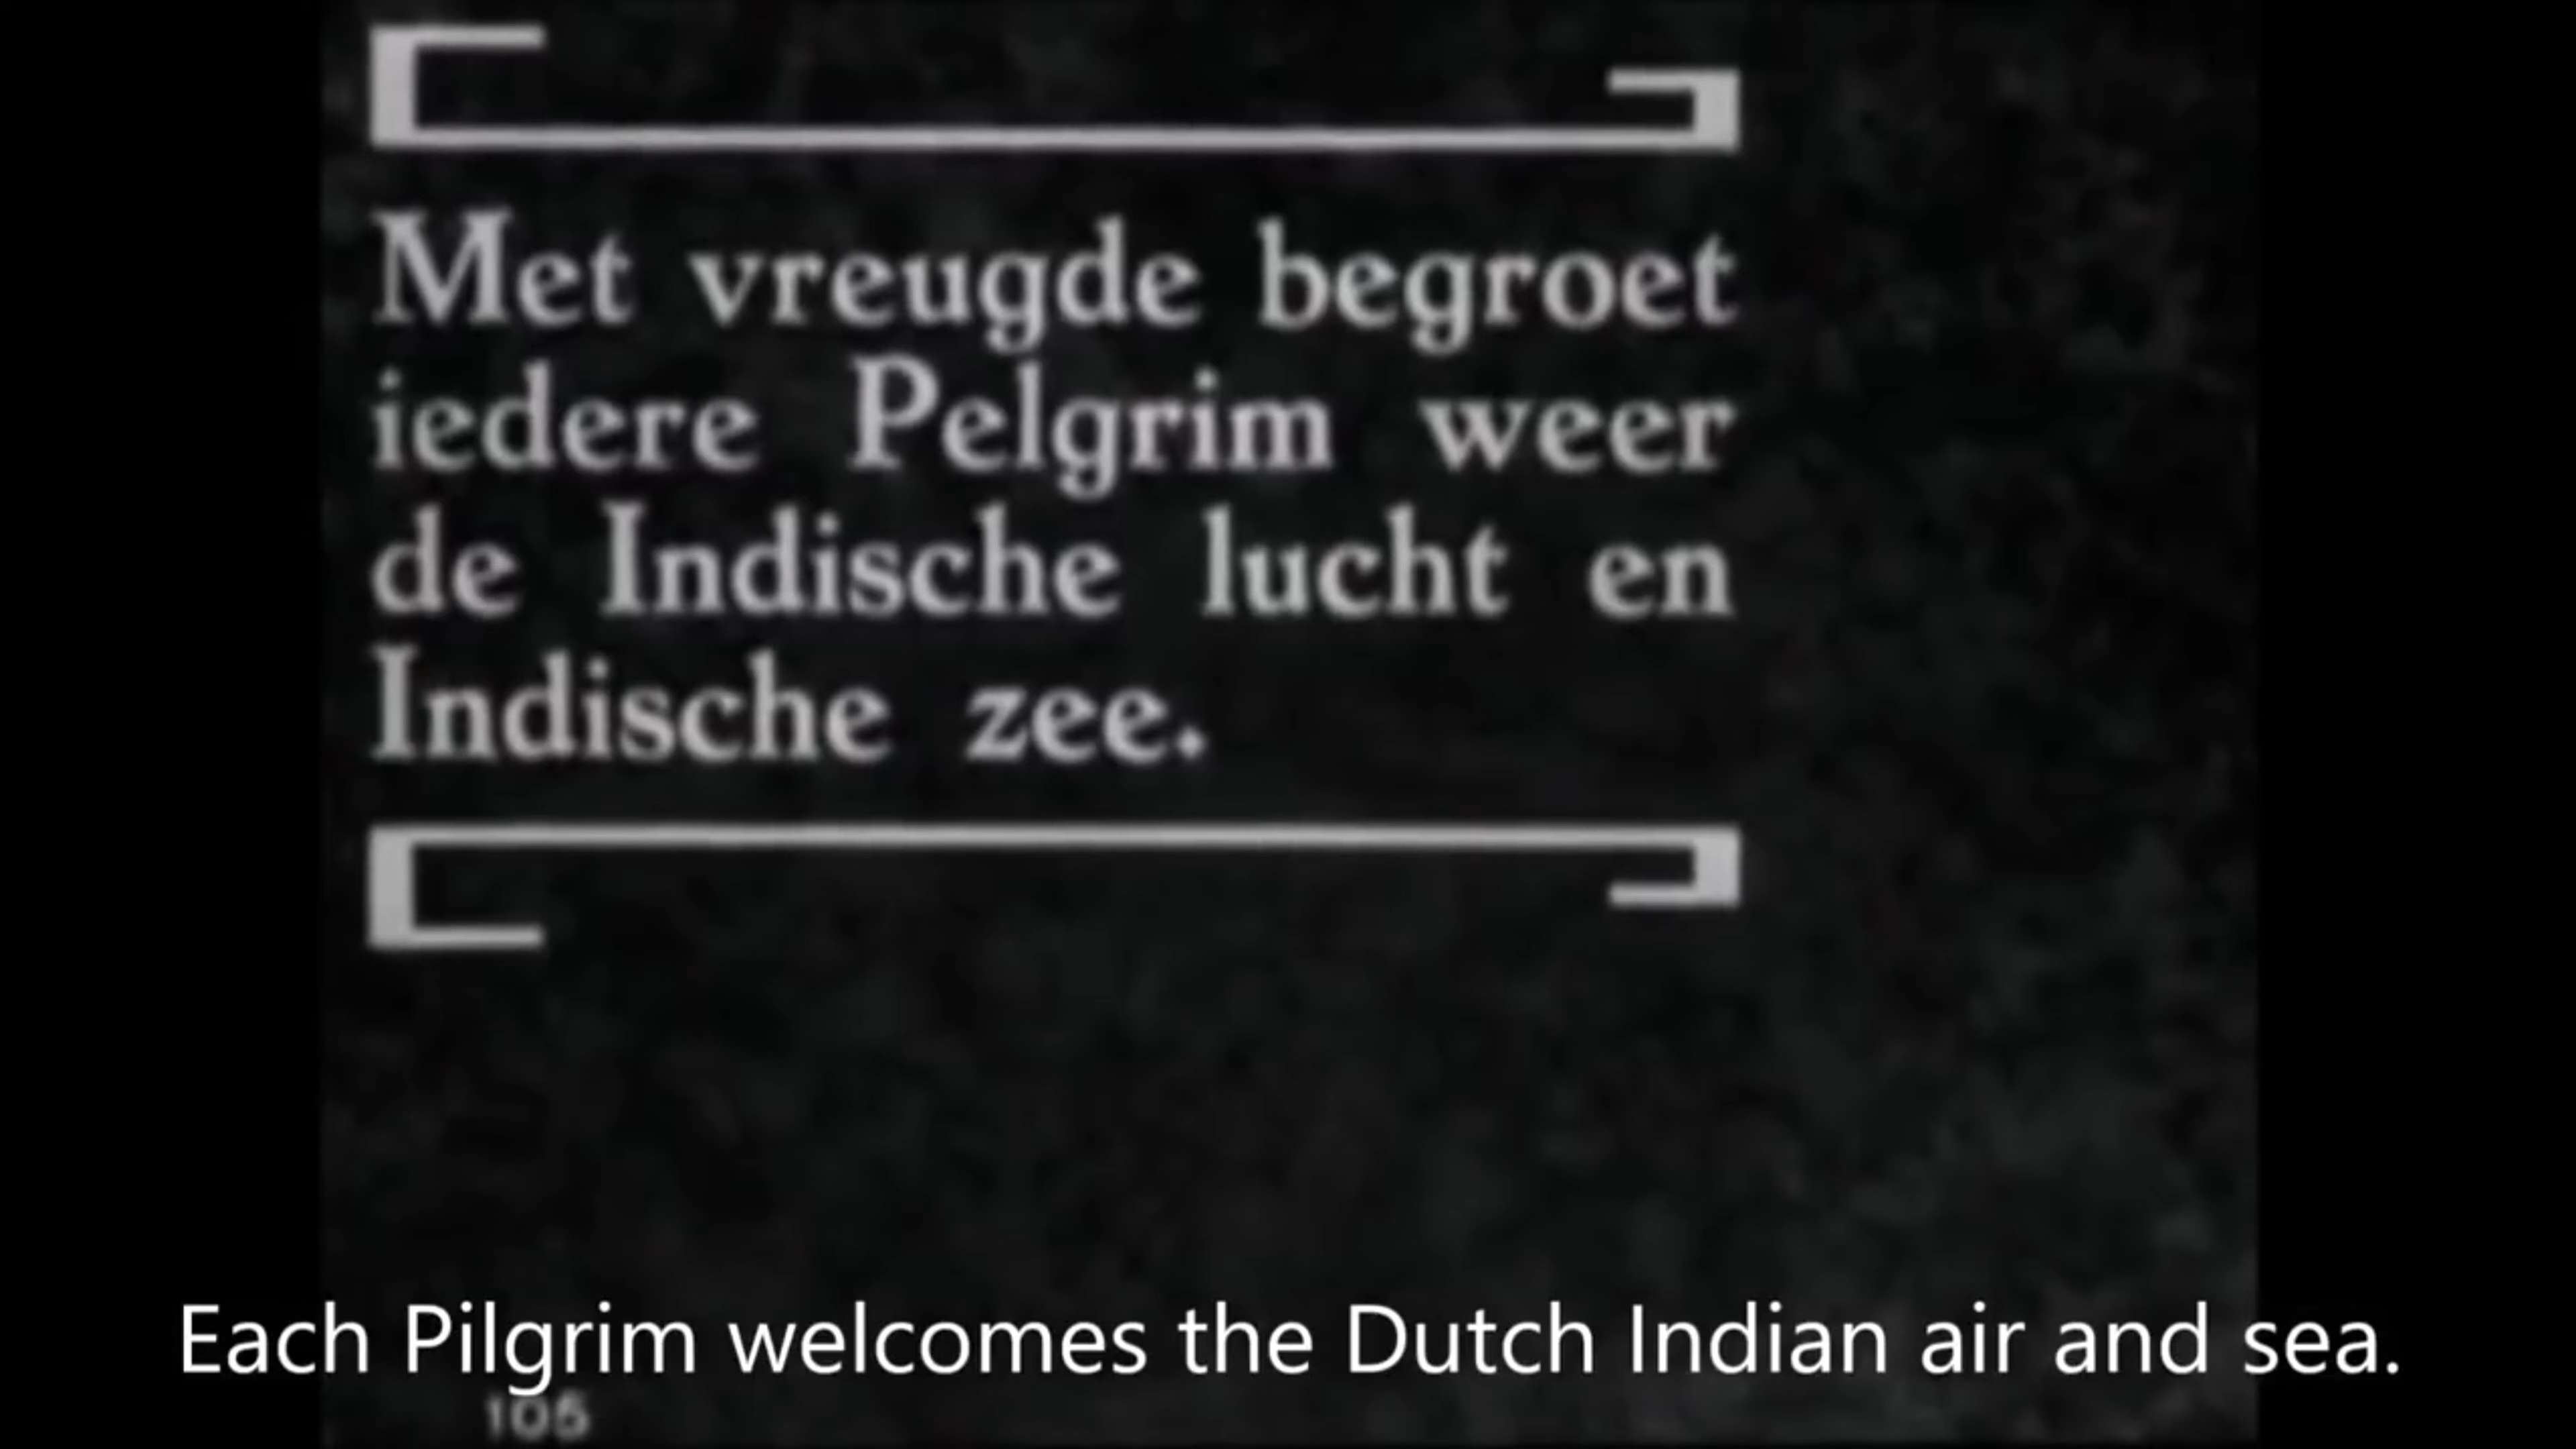 Met vreugde begroet
iedere Pelgrim weer
de Indische lucht en
Indische zee.
Each Pilgrim welcomes the Dutch Indian air and sea.
105